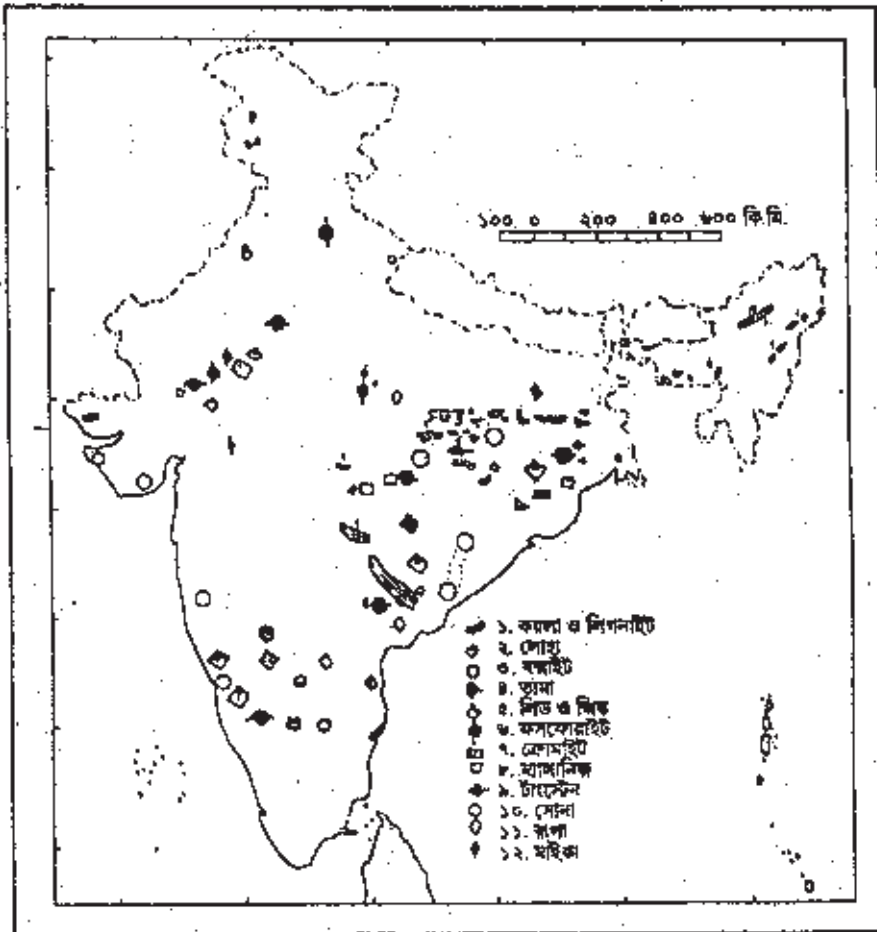 ১০০ ০ ২০০ ৪০০ ৬০০ কি.মি.
১. কয়লা ও লিগনাইট
২. লোহা
৩. বক্সাইট
৪. তামা
৫. লিড ও জিঙ্ক
৬. ফসফোরাইট
৭. ক্রোমাইট
৮. ম্যাঙ্গানিজ
৯. টাংস্টেন
১০. সোনা
১১. রূপা
১২. মাইকা